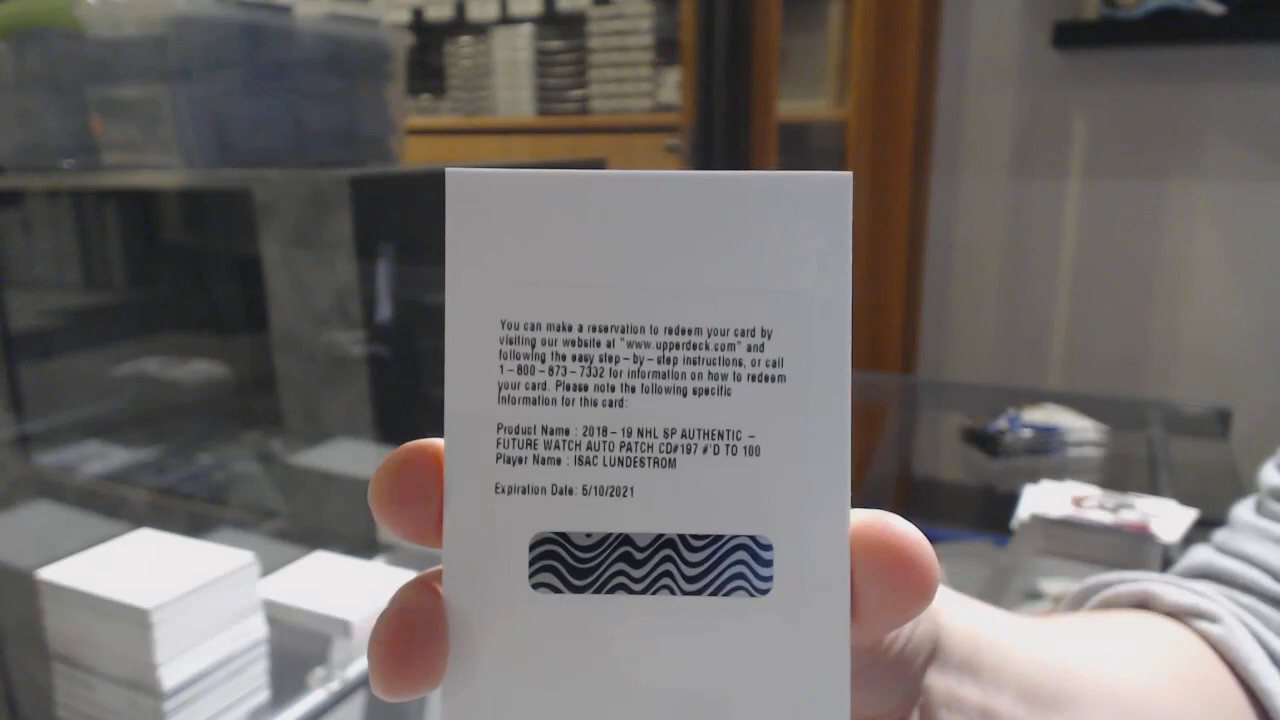 You can make a reservation to redeem your card by
visiting our website at "www.upperdeck.com" and
following the easy step – by – step instructions, or call
1 – 800 – 873 – 7332 for information on how to redeem
your card. Please note the following specific
information for this card:
Product Name : 2018 – 19 NHL SP AUTHENTIC –
FUTURE WATCH AUTO PATCH CD#197 #'D TO 100
Player Name : ISAC LUNDESTROM
Expiration Date: 5/10/2021